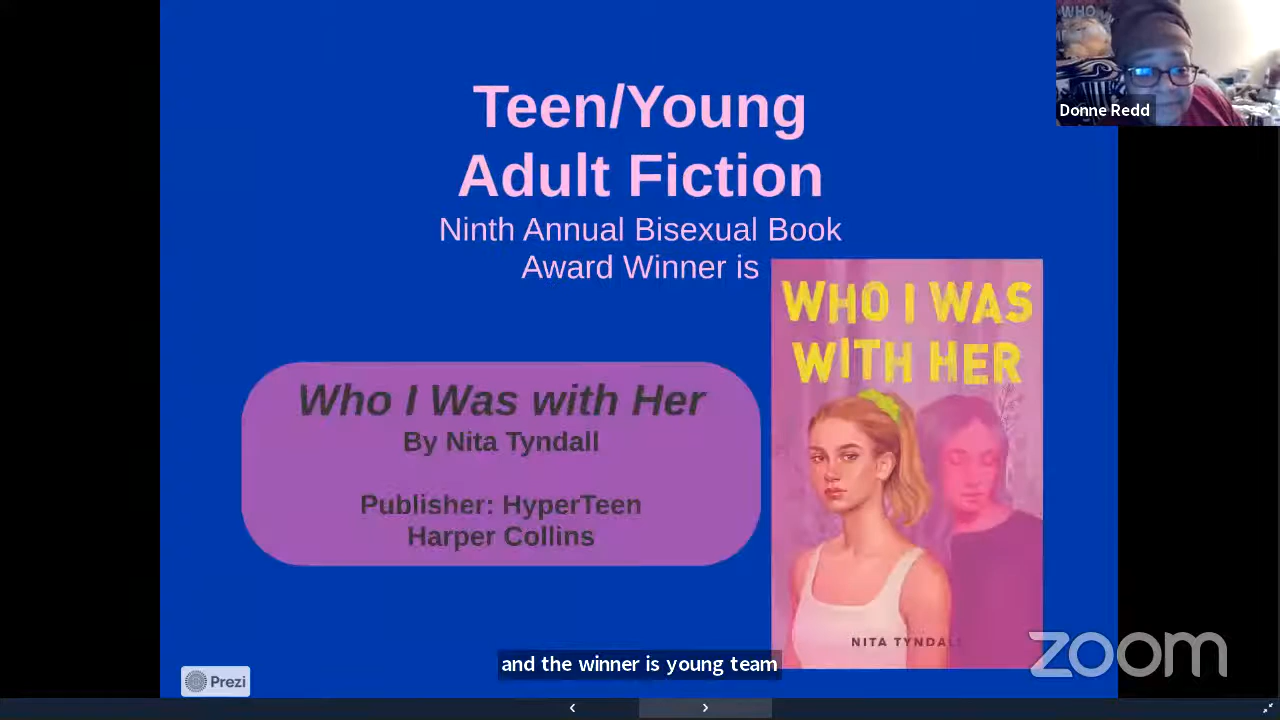 WHO
Donne Redd
Teen/Young
Adult Fiction
Ninth Annual Bisexual Book
Award Winner is
WHO I WAS
WITH HER
Who I Was with Her
By Nita Tyndall
Publisher: HyperTeen
Harper Collins
NITA TYNDALL
and the winner is young team
zoom
Prezi